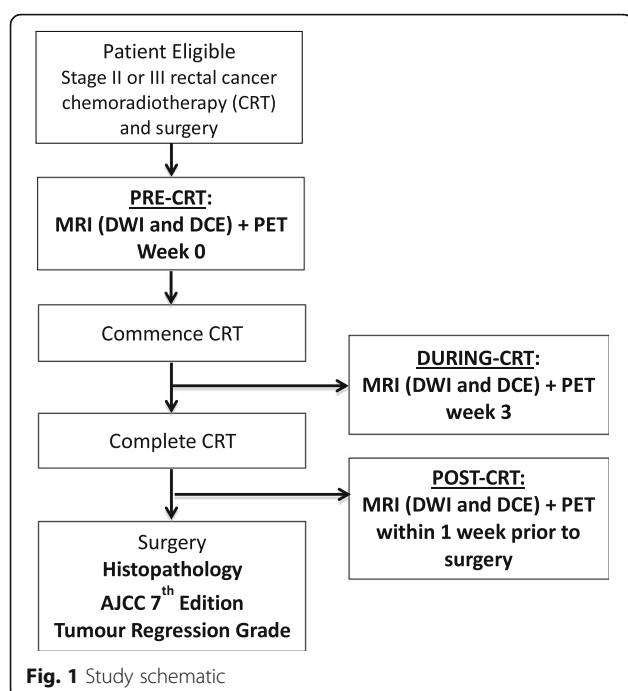 Patient Eligible
Stage II or III rectal cancer
chemoradiotherapy (CRT)
and surgery
PRE-CRT:
MRI (DWI and DCE) + PET
Week 0
Commence CRT
DURING-CRT:
MRI (DWI and DCE) + PET
week 3
Complete CRT
POST-CRT:
MRI (DWI and DCE) + PET
within 1 week prior to
surgery
Surgery
Histopathology
AJCC 7th Edition
Tumour Regression Grade
Fig. 1 Study schematic